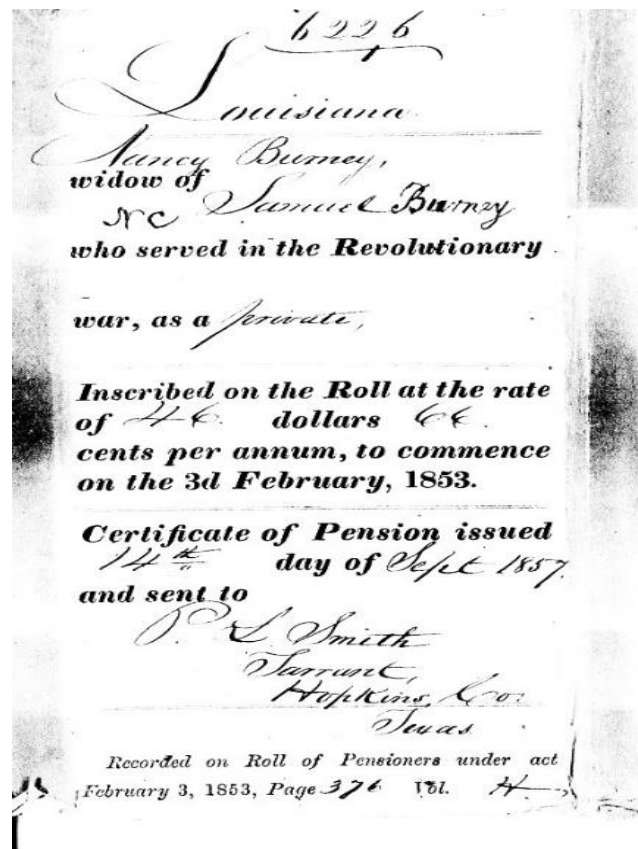 6226
Louisiana
Nancy Burney,
widow of
Samuel Burney
NC
who served in the Revolutionary
war, as a private,
Inscribed on the Roll at the rate
of 46 dollars 66
cents per annum, to commence
on the 3d February, 1853.
Certificate of Pension issued
14th day of Sept 1857
and sent to
P. L. Smith
Tarrant,
Hopkins, Co:
Texas
Recorded on Roll of Pensioners under act
February 3, 1853, Page 376 Vol. H